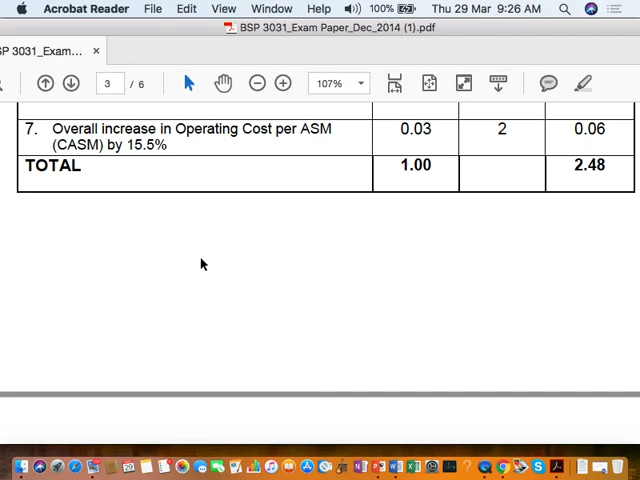 Acrobat Reader File Edit View Window Help 100% Thu 29 Mar 9:26 AM
BSP 3031_Exam Paper_Dec_2014 (1).pdf
SP 3031_Exam... ×
3 / 6 107%
7. Overall increase in Operating Cost per ASM 0.03 2 0.06
(CASM) by 15.5%
TOTAL 1.00 2.48